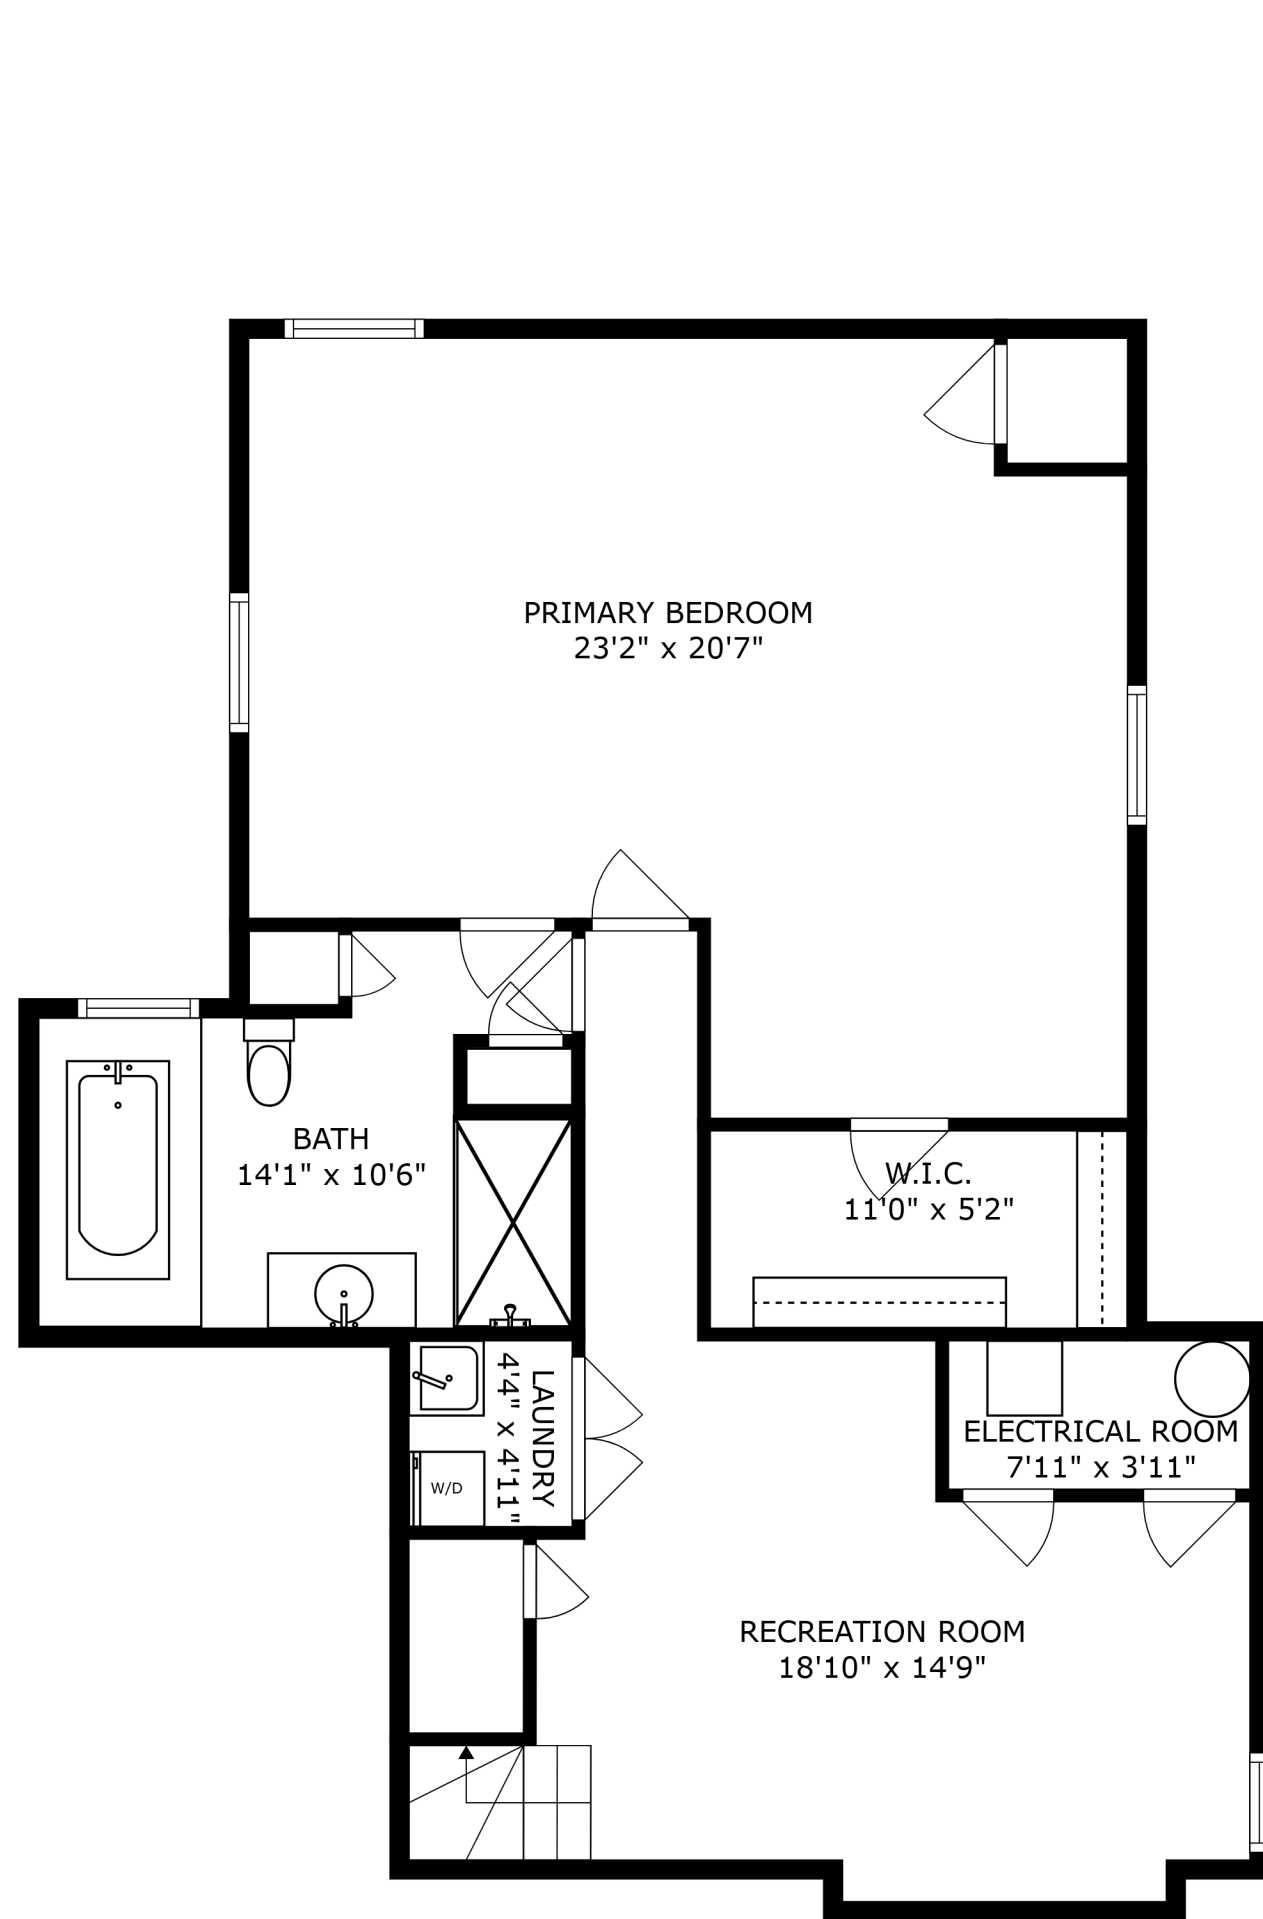 PRIMARY BEDROOM
23'2" x 20'7"
BATH
14'1" x 10'6"
W.I.C.
11'0" x 5'2"
LAUNDRY
4'4" x 4'11"
W/D
ELECTRICAL ROOM
7'11" x 3'11"
RECREATION ROOM
18'10" x 14'9"